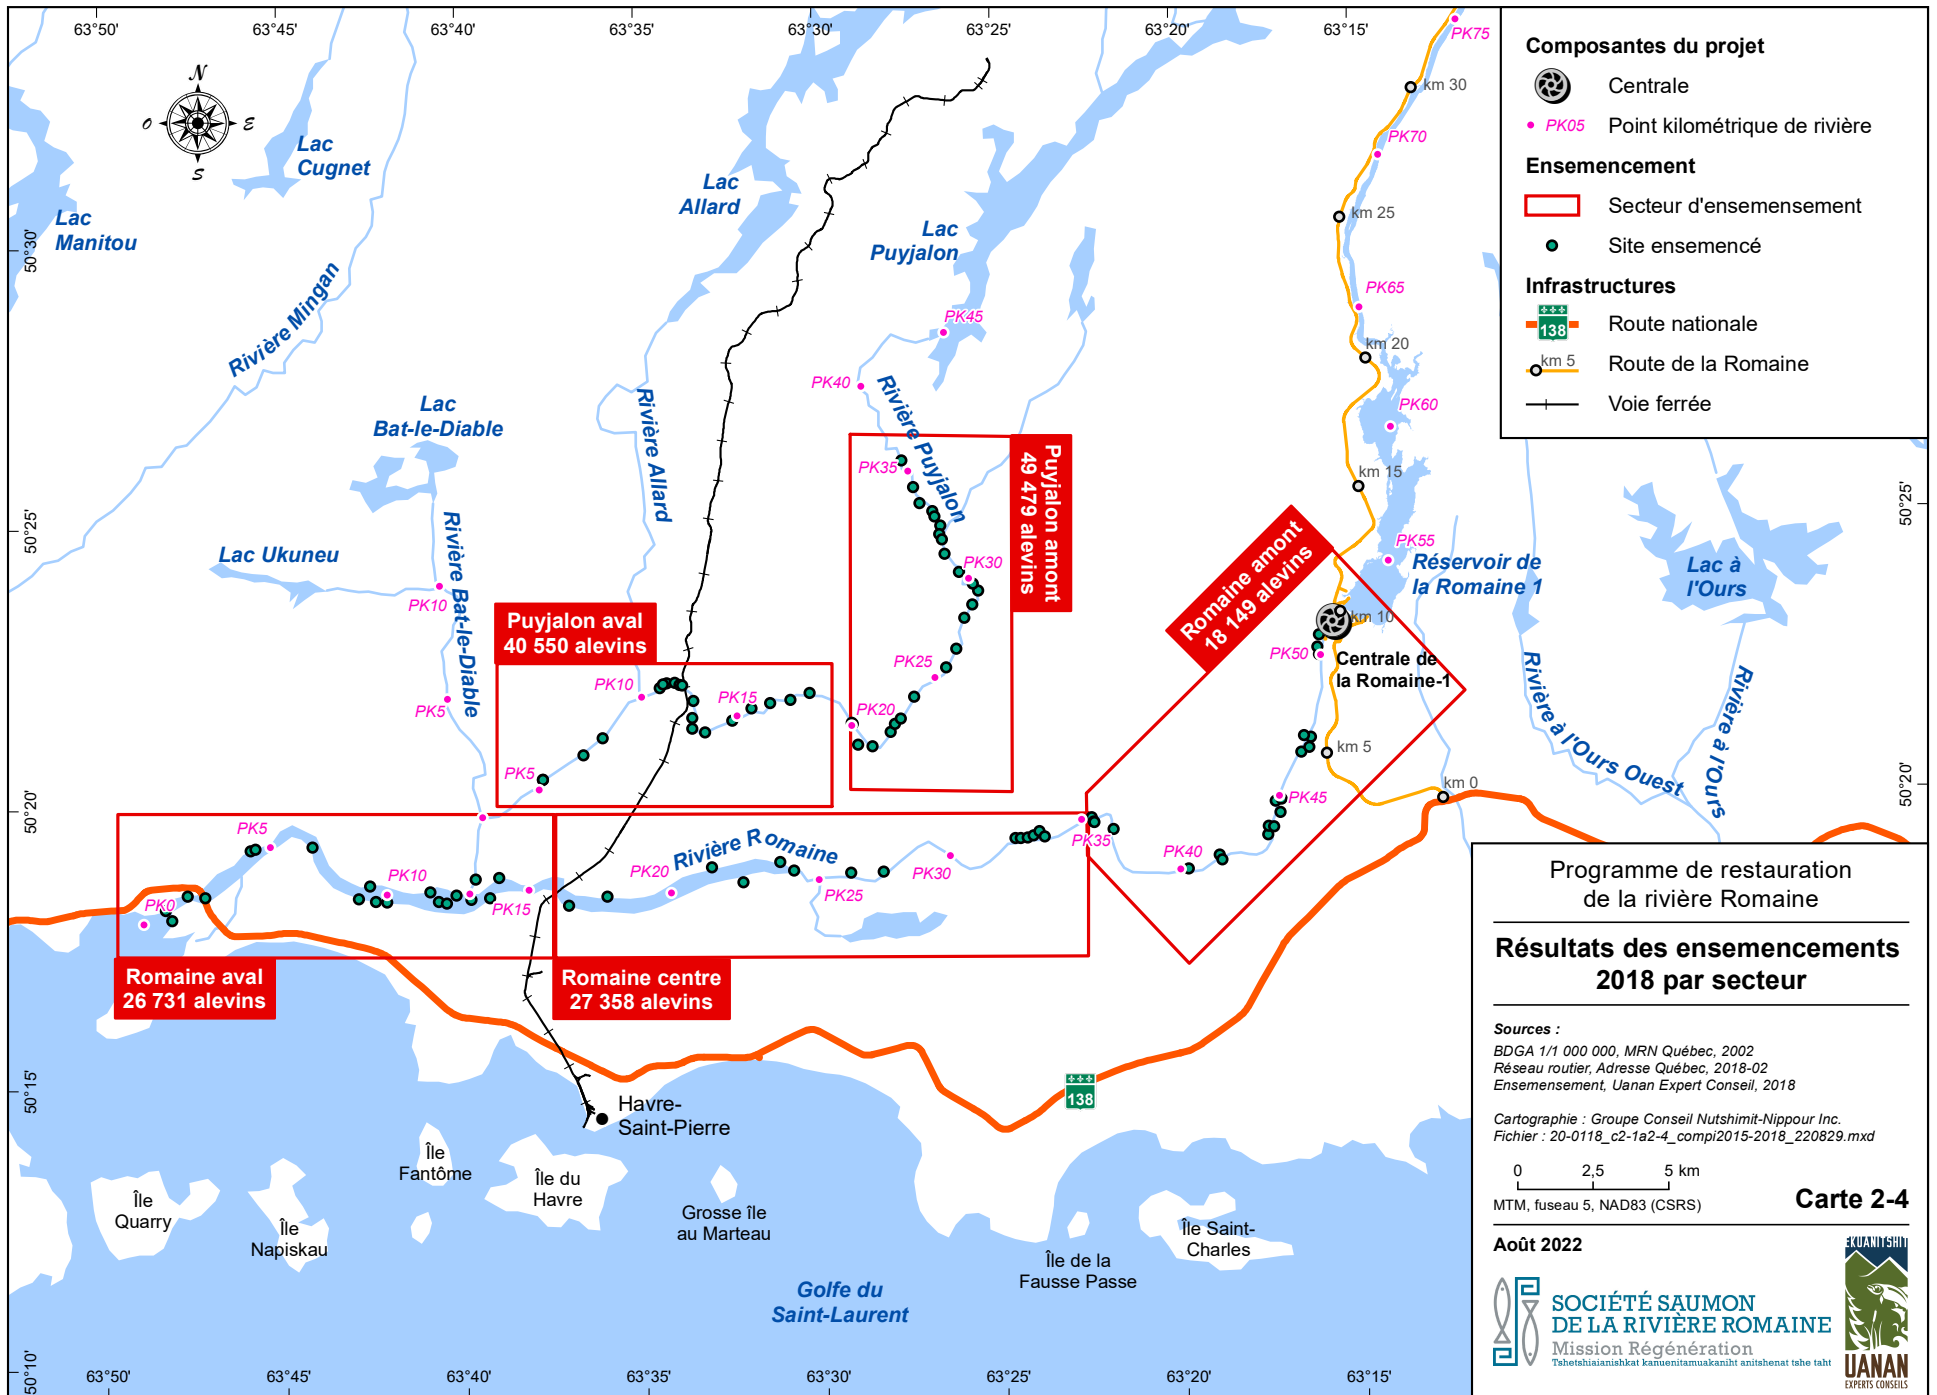 63°50'
63°45'
63°40'
63°35'
63°30'
63°25'
63°20'
63°15'
N
O
E
S
Lac
Cugnet
Lac
Manitou
Rivière Mingan
Lac
Allard
Lac
Puyjalon
Lac
Bat-le-Diable
Lac Ukuneu
Rivière Bat-le-Diable
Rivière Allard
Rivière Puyjalon
PK75
km 30
PK70
km 25
PK65
km 20
PK60
km 15
PK55
Réservoir de
la Romaine 1
km 10
PK50
Centrale de
la Romaine-1
km 5
km 0
PK45
PK40
PK35
PK45
PK40
PK35
PK30
PK25
PK20
PK15
PK10
PK5
PK10
PK5
PK0
PK5
PK10
PK15
PK20
PK25
PK30
Rivière Romaine
Puyjalon aval
40 550 alevins
Puyjalon amont
49 479 alevins
Romaine amont
18 149 alevins
Romaine aval
26 731 alevins
Romaine centre
27 358 alevins
Lac à
l'Ours
Rivière à l'Ours Ouest
Rivière à l'Ours
138
Havre-
Saint-Pierre
Île
Quarry
Île
Napiskau
Île
Fantôme
Île du
Havre
Grosse île
au Marteau
Île de la
Fausse Passe
Île Saint-
Charles
Golfe du
Saint-Laurent
50°30'
50°25'
50°20'
50°15'
50°10'
50°25'
50°20'
63°50'
63°45'
63°40'
63°35'
63°30'
63°25'
63°20'
63°15'
Composantes du projet
Centrale
PK05 Point kilométrique de rivière
Ensemencement
Secteur d'ensemensement
Site ensemencé
Infrastructures
138 Route nationale
km 5 Route de la Romaine
Voie ferrée
Programme de restauration
de la rivière Romaine
Résultats des ensemencements
2018 par secteur
Sources :
BDGA 1/1 000 000, MRN Québec, 2002
Réseau routier, Adresse Québec, 2018-02
Ensemensement, Uanan Expert Conseil, 2018
Cartographie : Groupe Conseil Nutshimit-Nippour Inc.
Fichier : 20-0118_c2-1a2-4_compi2015-2018_220829.mxd
0 2,5 5 km
MTM, fuseau 5, NAD83 (CSRS)
Carte 2-4
Août 2022
SOCIÉTÉ SAUMON
DE LA RIVIÈRE ROMAINE
Mission Régénération
Tshetshiaianishkat kanuenitamuakaniht anitshenat tshe taht
EKUANITSHIT
UANAN
EXPERTS CONSEILS